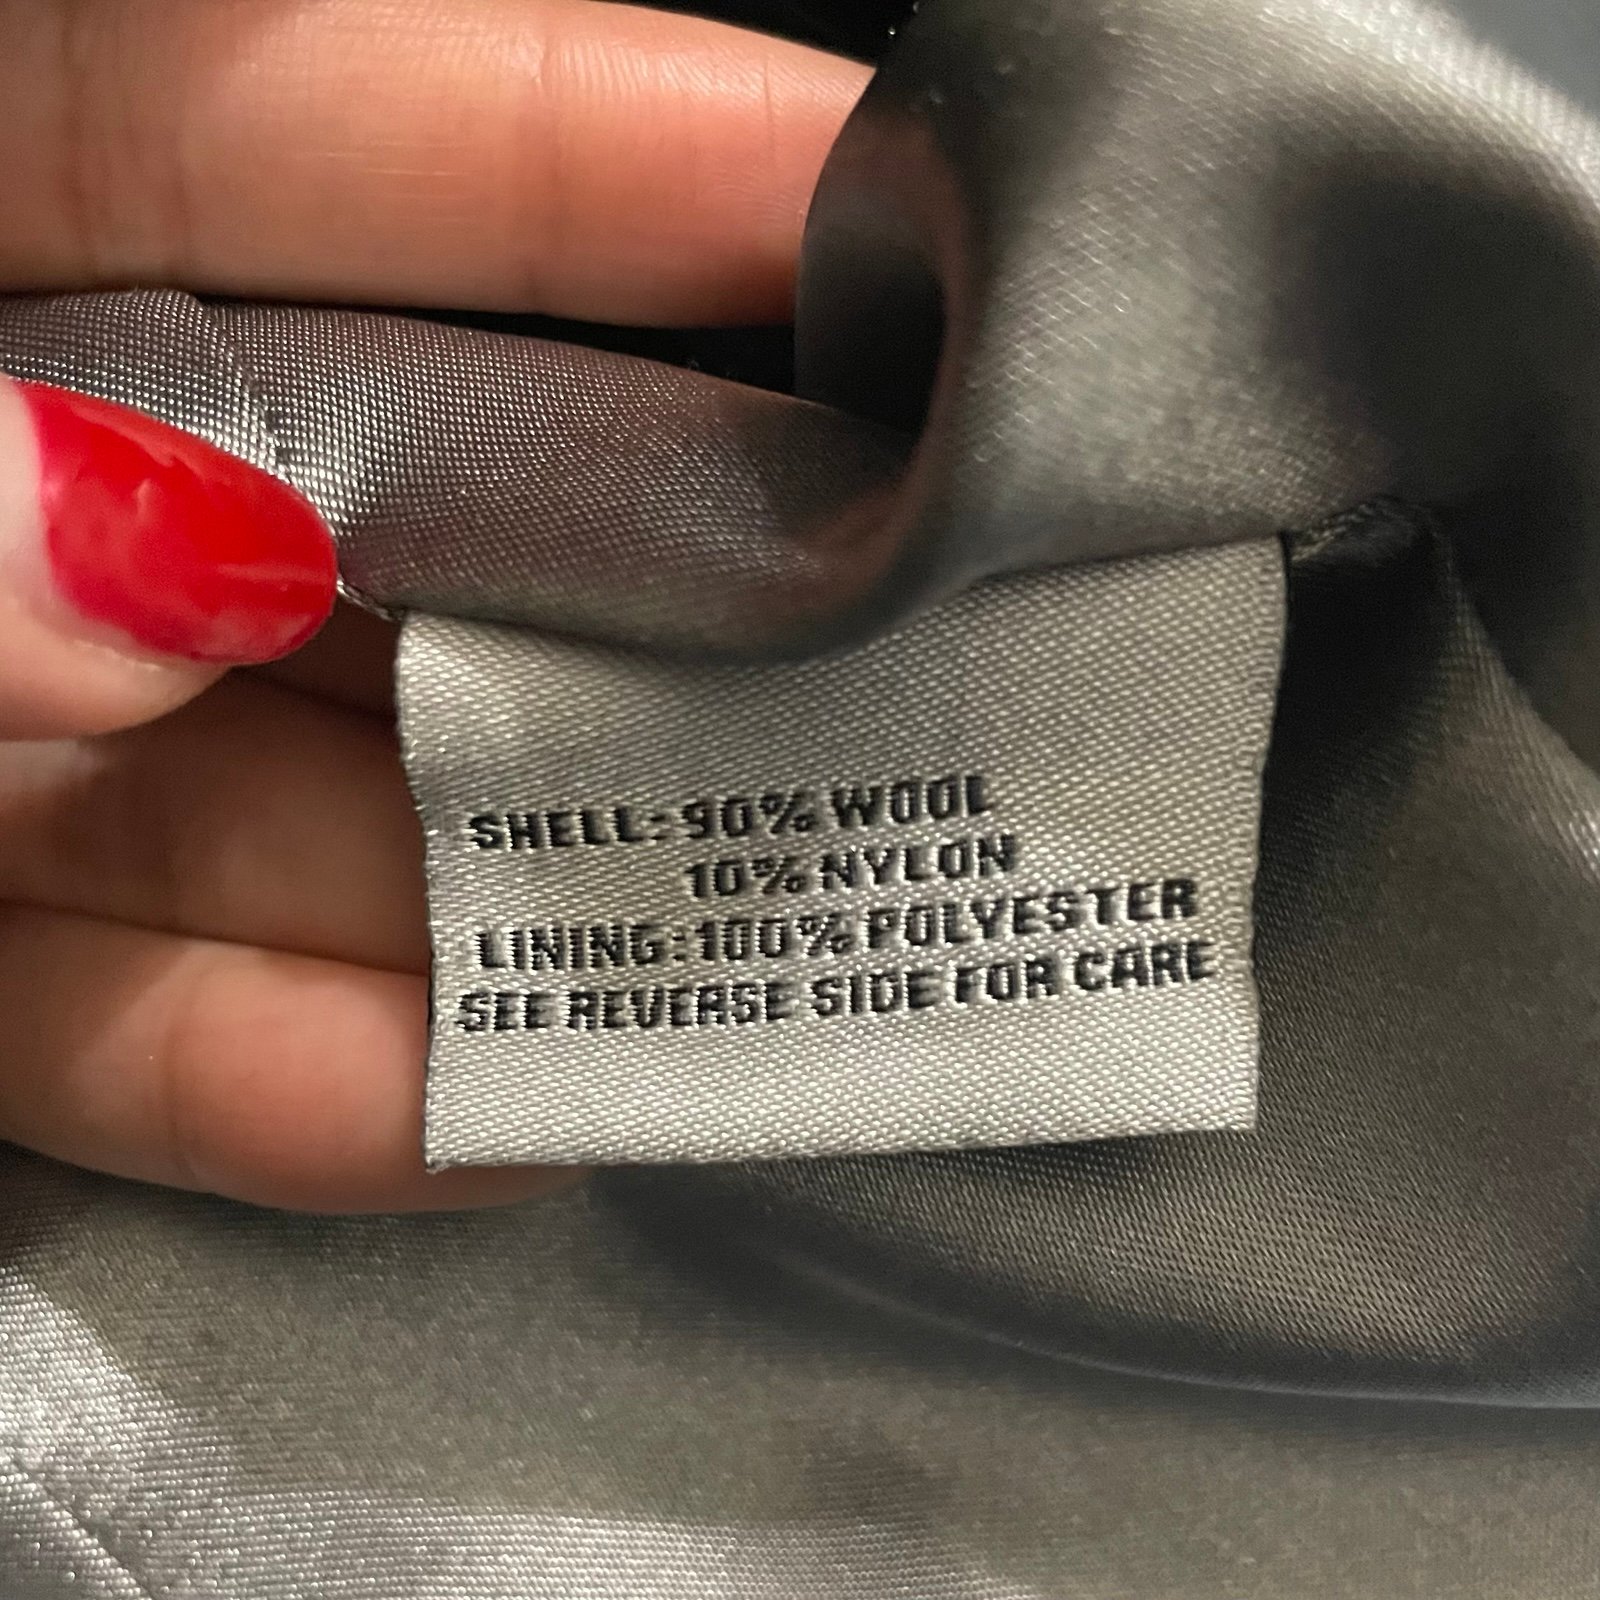 SHELL: 90% WOOL
10% NYLON
LINING: 100% POLYESTER
SEE REVERSE SIDE FOR CARE